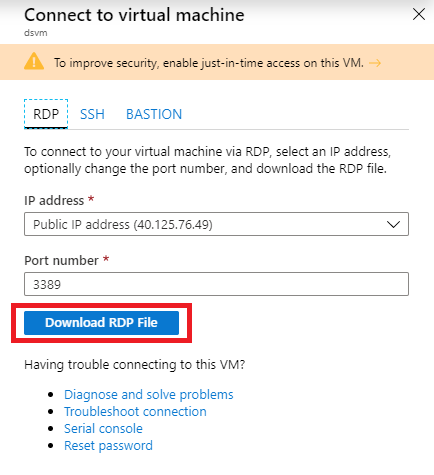 Connect to virtual machine
dsvm
To improve security, enable just-in-time access on this VM. →
RDP SSH BASTION
To connect to your virtual machine via RDP, select an IP address,
optionally change the port number, and download the RDP file.
IP address *
Public IP address (40.125.76.49)
Port number *
3389
Download RDP File
Having trouble connecting to this VM?
• Diagnose and solve problems
• Troubleshoot connection
• Serial console
• Reset password